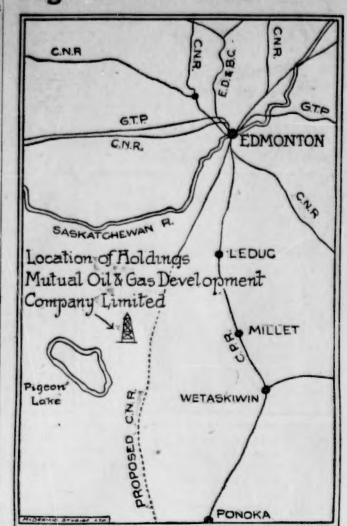 C.N.R.
C.N.R.
E.D.&B.C.
C.N.R.
G.T.P.
C.N.R.
G.T.P.
EDMONTON
SASKATCHEWAN R.
C.N.R
LEDUC
Location of Holdings
Mutual Oil & Gas Development
Company Limited
MILLET
C.P.R.
Pigeon
Lake
WETASKIWIN
PROPOSED C.N.R.
PONOKA